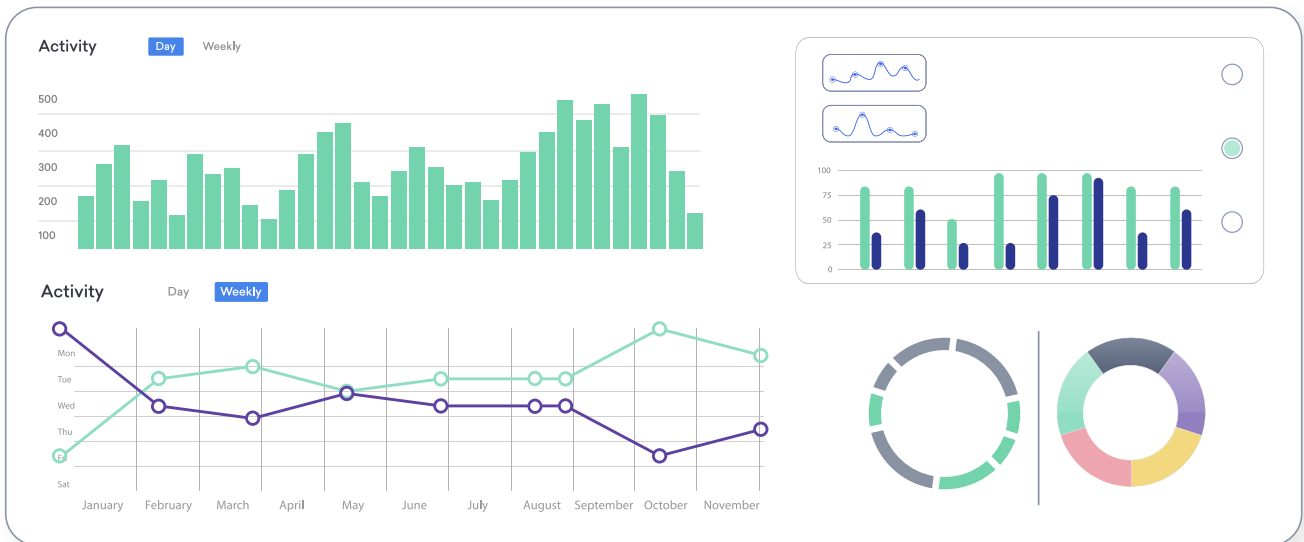 Activity Day Weekly
500
400
300
200
100
100
75
50
25
0
Activity Day Weekly
Mon
Tue
Wed
Thu
Sat
January February March April May June July August September October November